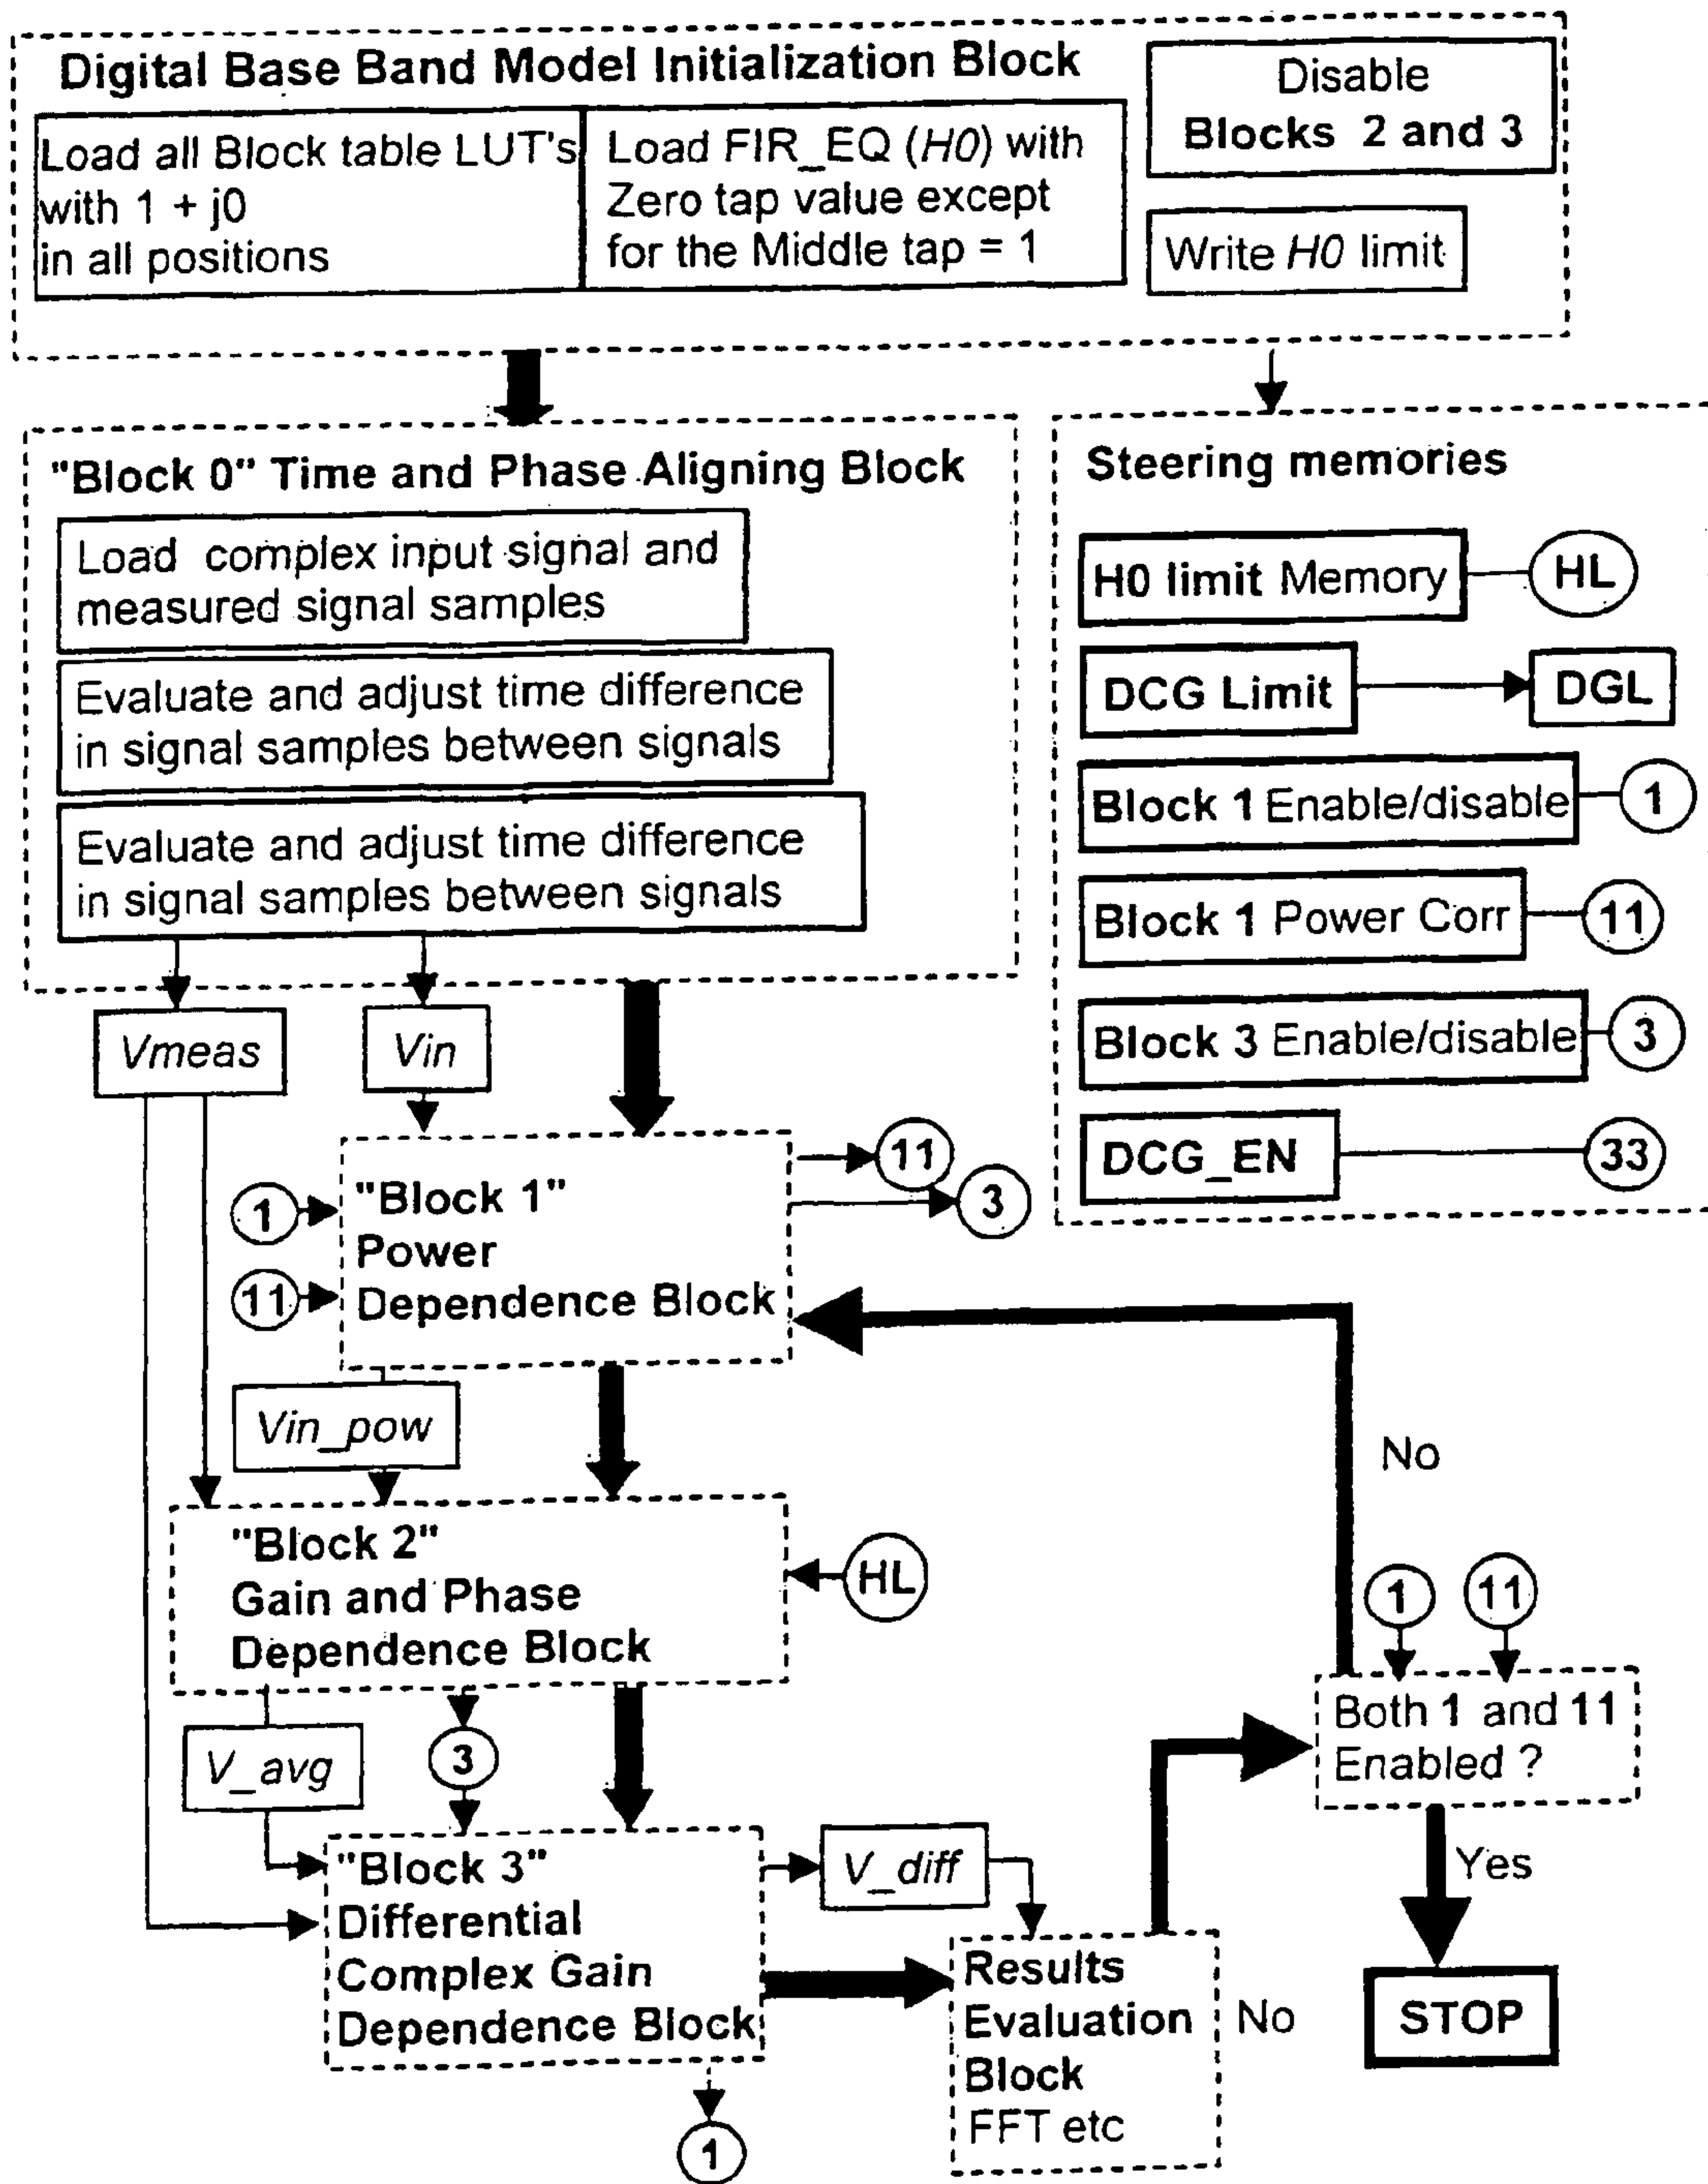 Digital Base Band Model Initialization Block
Load all Block table LUT's
with 1 + j0
in all positions
Load FIR_EQ (H0) with
Zero tap value except
for the Middle tap = 1
Disable
Blocks 2 and 3
Write H0 limit
"Block 0" Time and Phase Aligning Block
Load complex input signal and
measured signal samples
Evaluate and adjust time difference
in signal samples between signals
Evaluate and adjust time difference
in signal samples between signals
Steering memories
H0 limit Memory
HL
DCG Limit
DGL
Block 1 Enable/disable
1
Block 1 Power Corr
11
Block 3 Enable/disable
3
DCG_EN
33
Vmeas
Vin
1
11
"Block 1"
Power
Dependence Block
11
3
Vin_pow
No
"Block 2"
Gain and Phase
Dependence Block
HL
1
11
Both 1 and 11
Enabled ?
V_avg
3
Yes
"Block 3"
Differential
Complex Gain
Dependence Block
V_diff
Results
Evaluation
Block
FFT etc
No
STOP
1